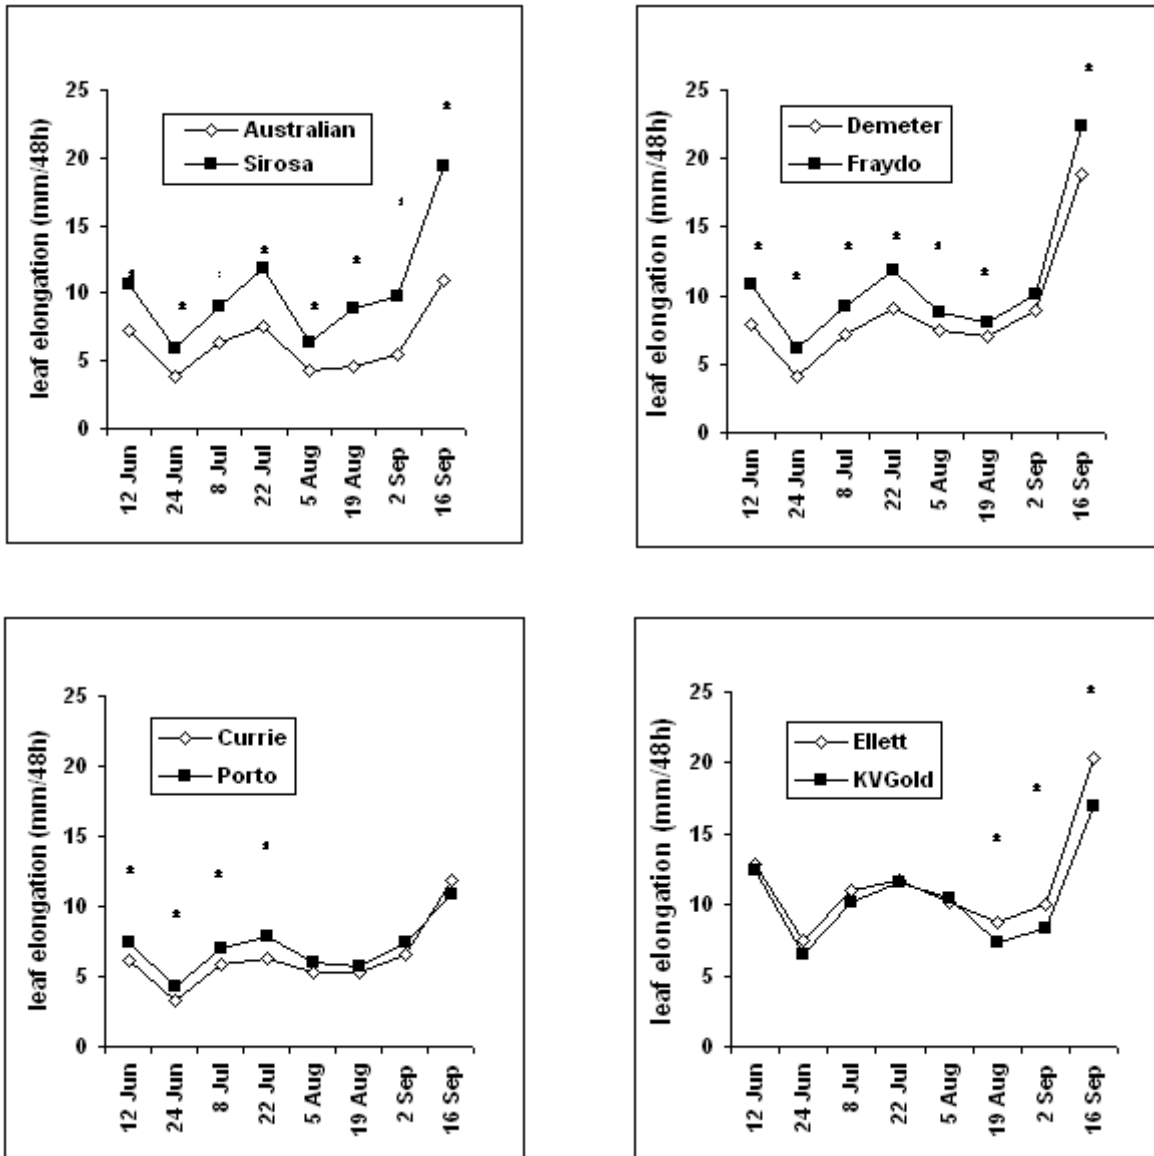 leaf elongation (mm/48h)
25
20
15
10
5
0
Australian
Sirosa
*
*
*
*
*
*
*
*
12 Jun
24 Jun
8 Jul
22 Jul
5 Aug
19 Aug
2 Sep
16 Sep
leaf elongation (mm/48h)
25
20
15
10
5
0
Demeter
Fraydo
*
*
*
*
*
*
*
12 Jun
24 Jun
8 Jul
22 Jul
5 Aug
19 Aug
2 Sep
16 Sep
leaf elongation (mm/48h)
25
20
15
10
5
0
Currie
Porto
*
*
*
*
12 Jun
24 Jun
8 Jul
22 Jul
5 Aug
19 Aug
2 Sep
16 Sep
leaf elongation (mm/48h)
25
20
15
10
5
0
Ellett
KVGold
*
*
*
12 Jun
24 Jun
8 Jul
22 Jul
5 Aug
19 Aug
2 Sep
16 Sep